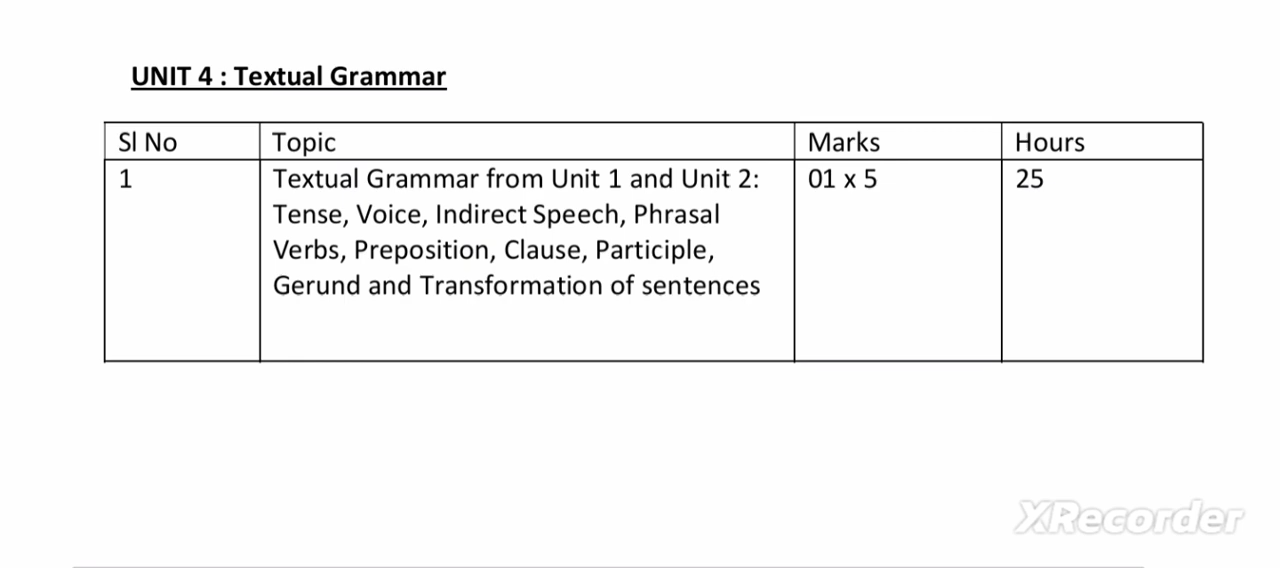 UNIT 4 : Textual Grammar
Sl No Topic Marks Hours
1 Textual Grammar from Unit 1 and Unit 2: 01 x 5 25
Tense, Voice, Indirect Speech, Phrasal
Verbs, Preposition, Clause, Participle,
Gerund and Transformation of sentences
XRecorder